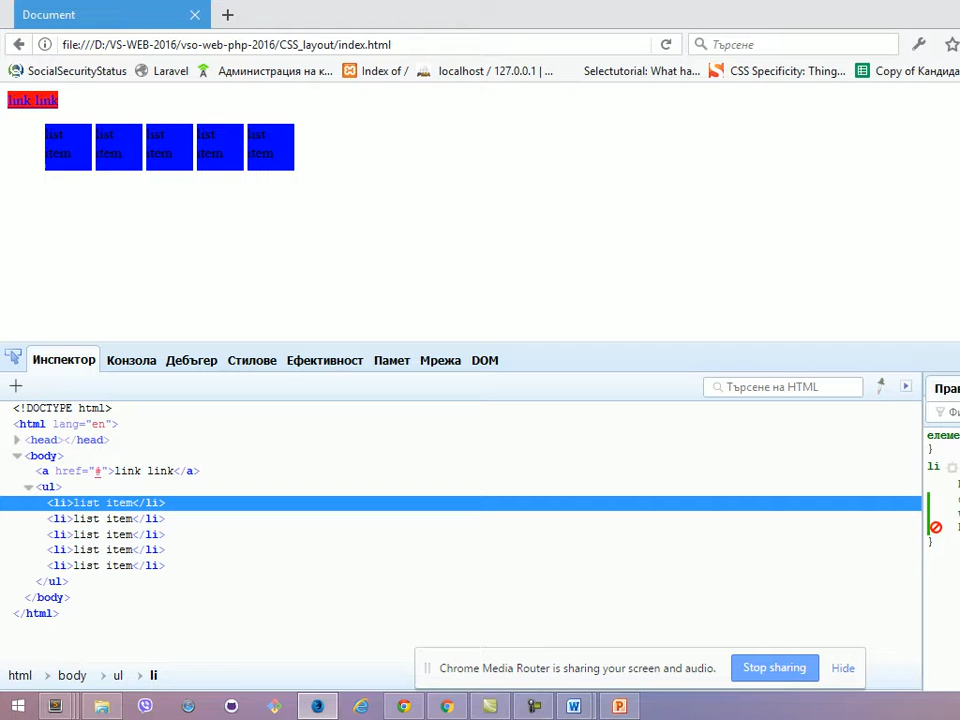 Document
file:///D:/VS-WEB-2016/vso-web-php-2016/CSS_layout/index.html
Търсене
SocialSecurityStatus Laravel Администрация на к... Index of / localhost / 127.0.0.1 | ... Selectutorial: What ha... CSS Specificity: Thing... Copy of Кандида
link link
list item
list item
list item
list item
list item
Инспектор Конзола Дебъгер Стилове Ефективност Памет Мрежа DOM
+ Търсене на HTML Прав
<!DOCTYPE html>
<html lang="en">
<head></head>
<body>
<a href="#">link link</a>
<ul>
<li>list item</li>
<li>list item</li>
<li>list item</li>
<li>list item</li>
<li>list item</li>
</ul>
</body>
</html>
Фи
елеме
}
li
}
html body ul li
Chrome Media Router is sharing your screen and audio. Stop sharing Hide